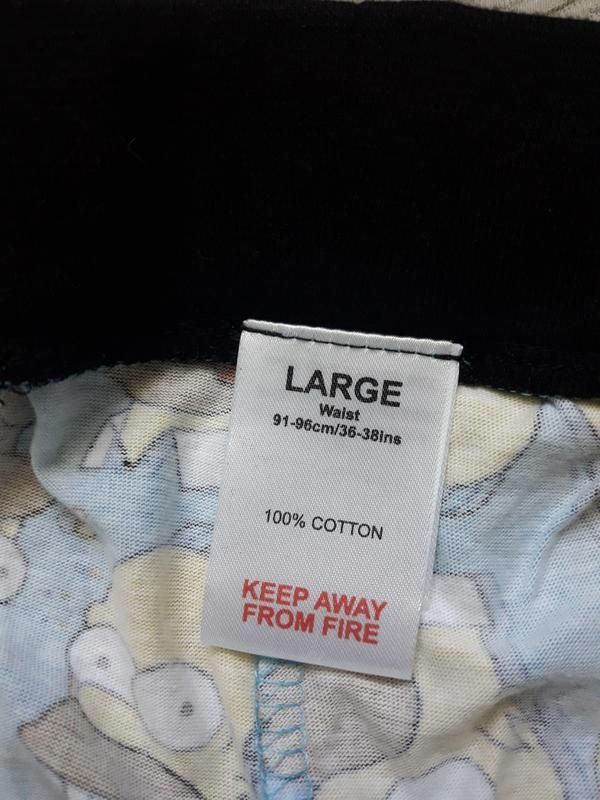 LARGE
Waist
91-96cm/36-38Ins
100% COTTON
KEEP AWAY
FROM FIRE